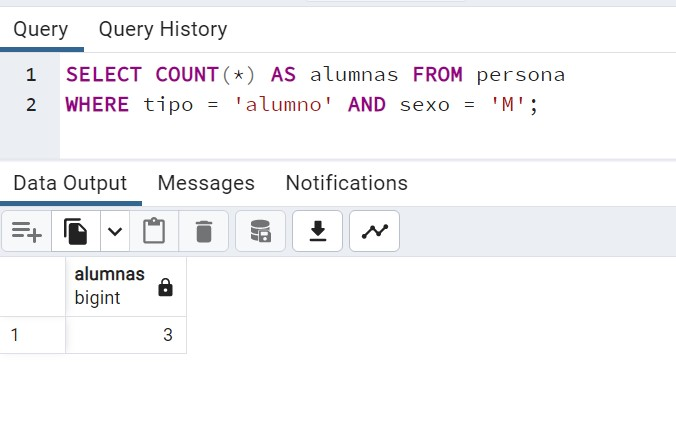 Query Query History
1 SELECT COUNT(*) AS alumnas FROM persona
2 WHERE tipo = 'alumno' AND sexo = 'M';
Data Output Messages Notifications
alumnas
bigint
1 3